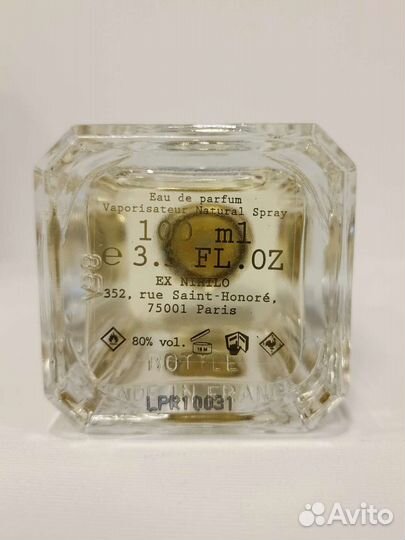 Eau de parfum
Vaporisateur Natural Spray
100 ml
e 3. FL.OZ
EX NIHILO
352, rue Saint-Honoré,
75001 Paris
80% vol.
18 M
BOTTLE
MADE IN FRANCE
LPR10031
Avito